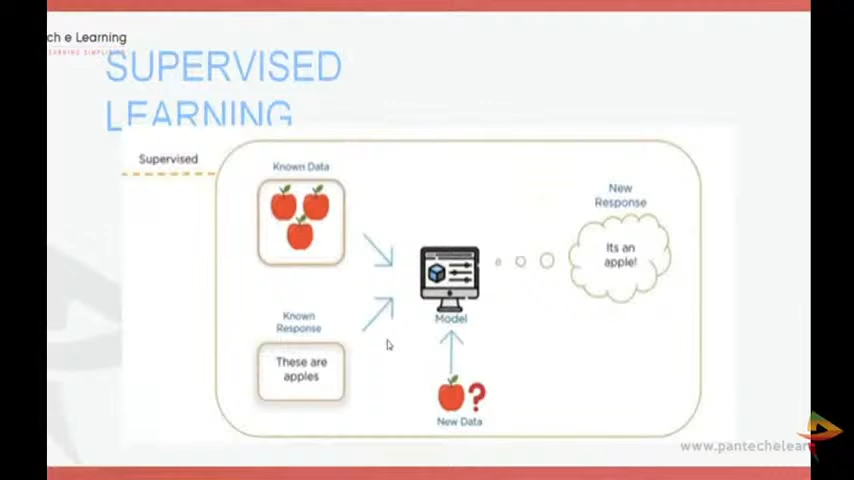 ch e Learning
SUPERVISED
LEARNING
Supervised
Known Data
New
Response
Its an
apple!
Known
Response
Model
These are
apples
?
New Data
www.pantechelearn